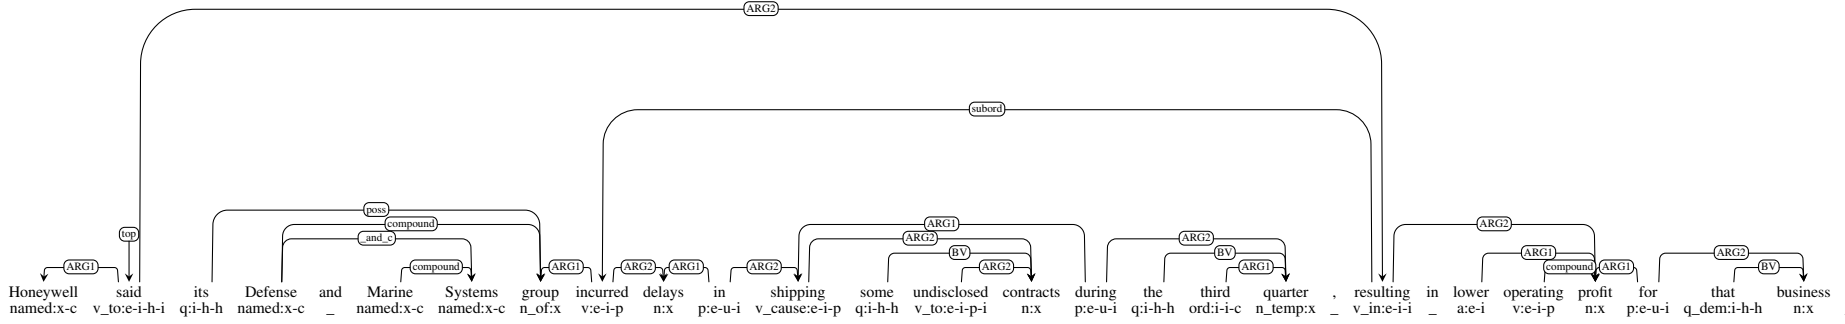 ARG2
subord
poss
compound
_and_c
top
ARG1
compound
ARG1
ARG2
ARG1
ARG2
ARG1
ARG2
BV
ARG2
ARG2
BV
ARG1
ARG2
ARG1
compound
ARG1
ARG2
BV
Honeywell said its Defense and Marine Systems group incurred delays in shipping some undisclosed contracts during the third quarter , resulting in lower operating profit for that business
named:x-c v_to:e-i-h-i q:i-h-h named:x-c _ named:x-c named:x-c n_of:x v:e-i-p n:x p:e-u-i v_cause:e-i-p q:i-h-h v_to:e-i-p-i n:x p:e-u-i q:i-h-h ord:i-i-c n_temp:x _ v_in:e-i-i _ a:e-i v:e-i-p n:x p:e-u-i q_dem:i-h-h n:x